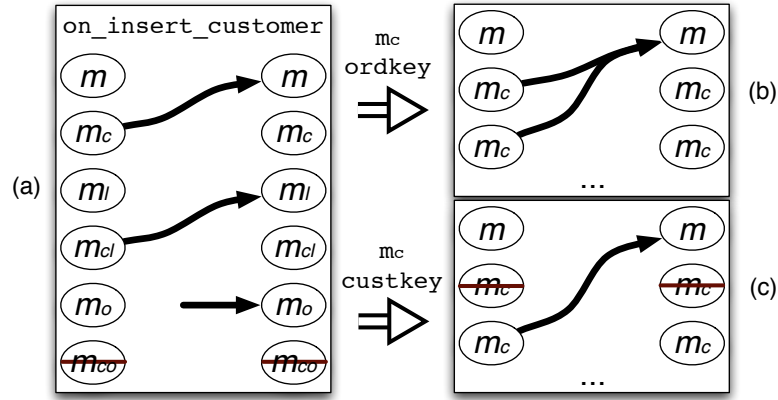 on_insert_customer
m m
mc mc
ml ml
mcl mcl
mo mo
mco mco
(a)
mc
ordkey
m m
mc mc
mc mc
...
(b)
mc
custkey
m m
mc mc
mc mc
...
(c)